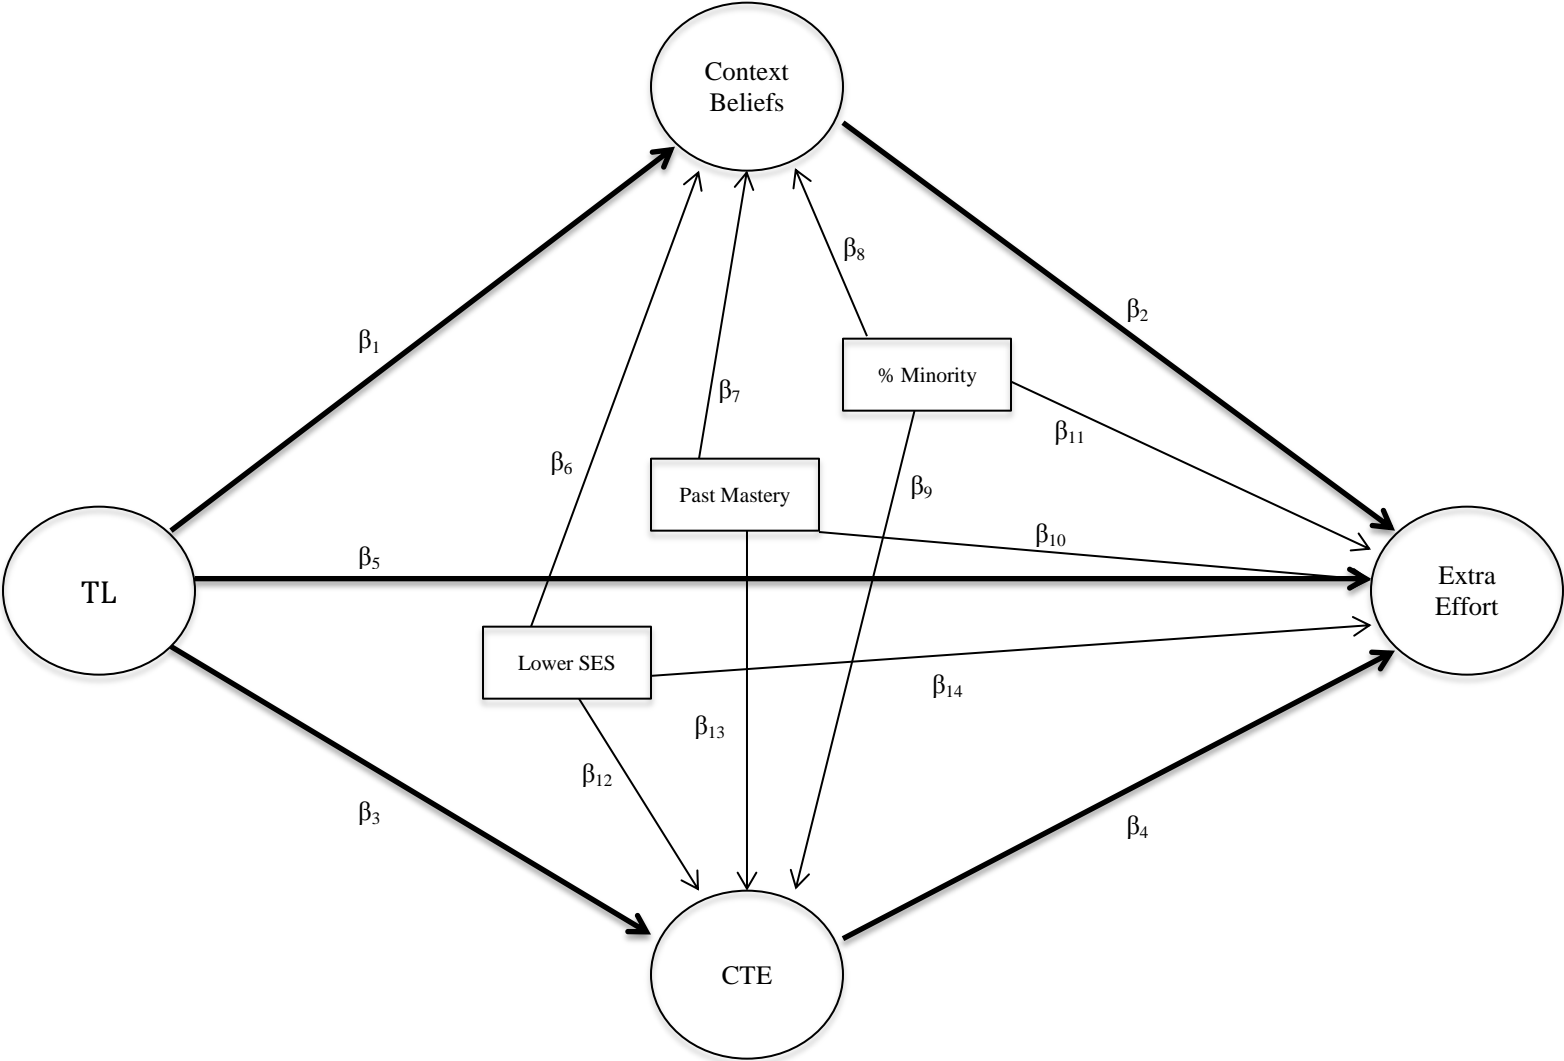 Context
Beliefs
β8
β2
β1
% Minority
β7
β11
β6
Past Mastery
β9
β10
β5
Extra
Effort
TL
Lower SES
β14
β13
β12
β3
β4
CTE